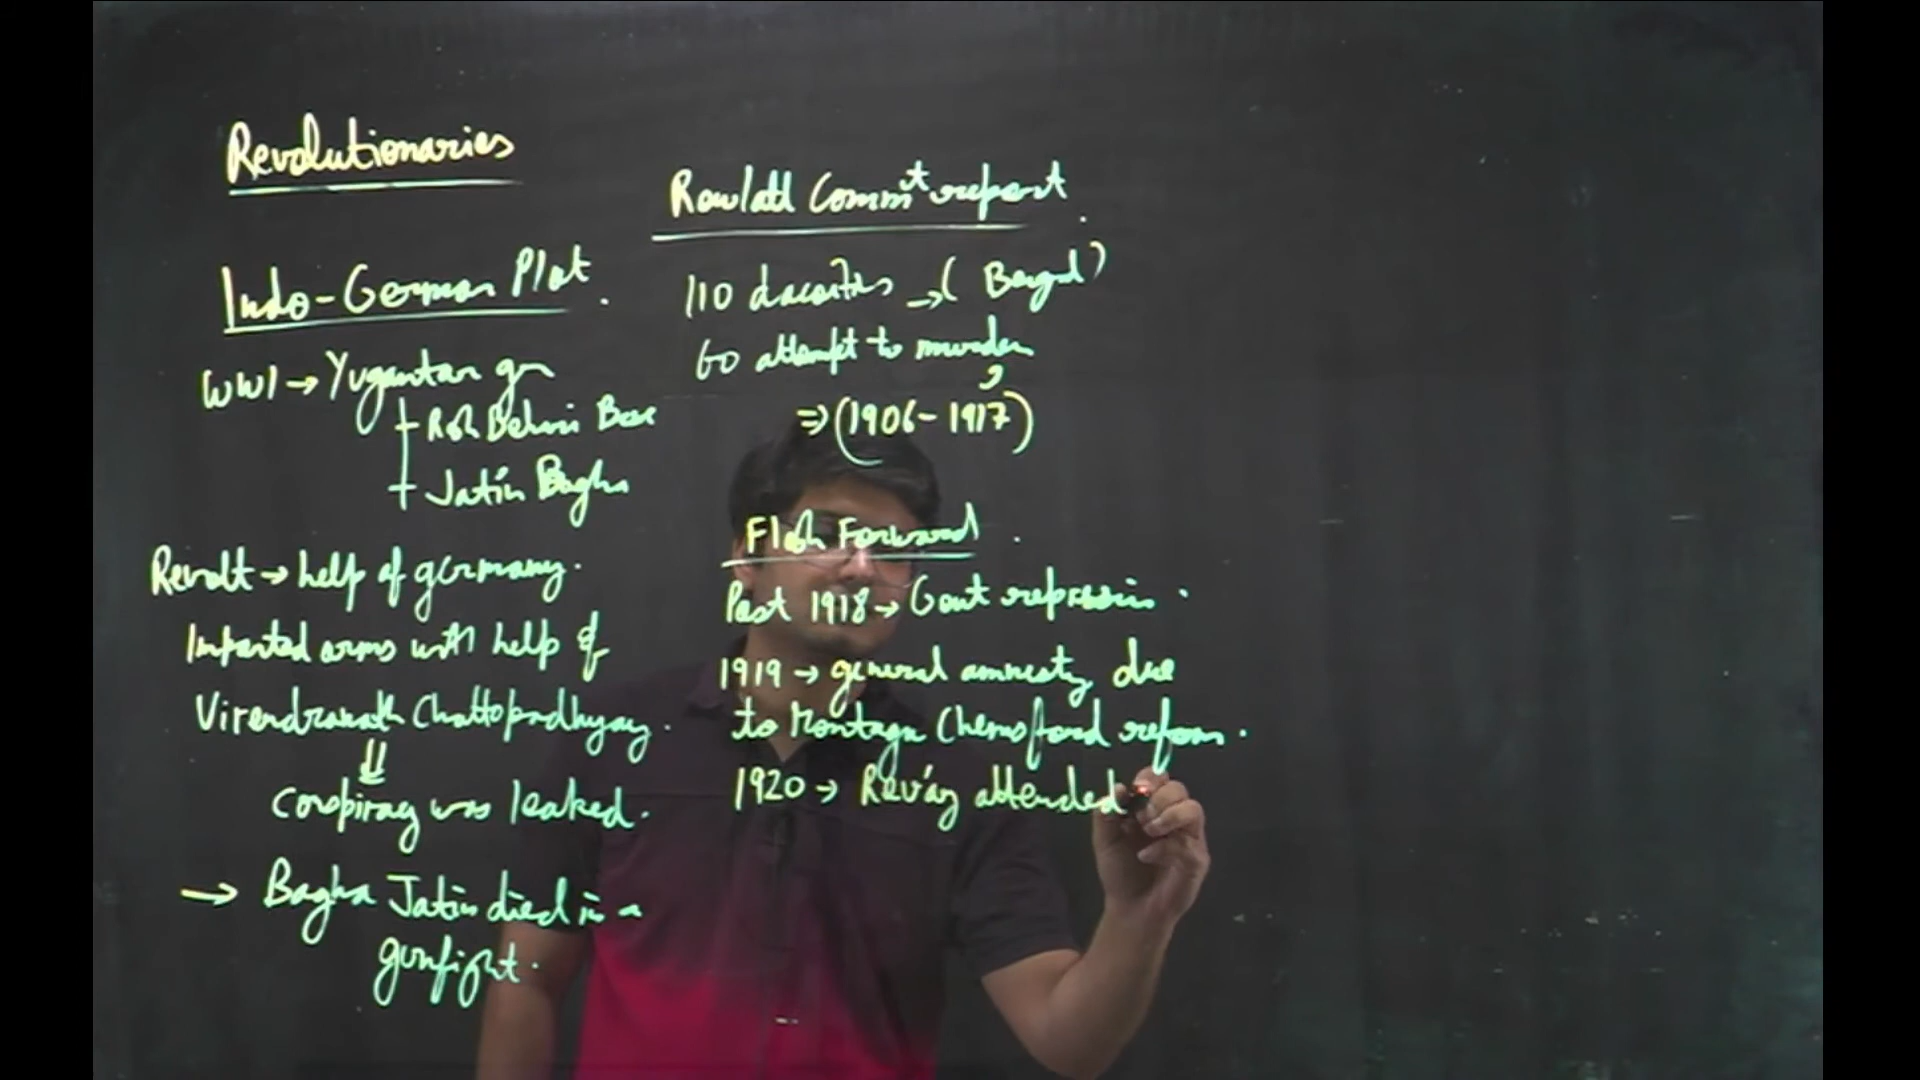 Revolutionaries
Indo-German Plot.
WW1 → Yugantar gr
Rash Behari Bose
Jatin Bagha
Revolt → help of germany.
Imported arms with help of
Virendranath Chattopadhyay.
⇓
Conspiracy was leaked.
→ Bagha Jatin died in a
gunfight.
Rowlatt Commt report.
110 dacoities → (Bengal)
60 attempt to murder
⇒ (1906-1917)
Flash Forward.
Post 1918 → Govt repression.
1919 → general amnesty due
to Montagu Chemsford reform.
1920 → Rev'ay attended